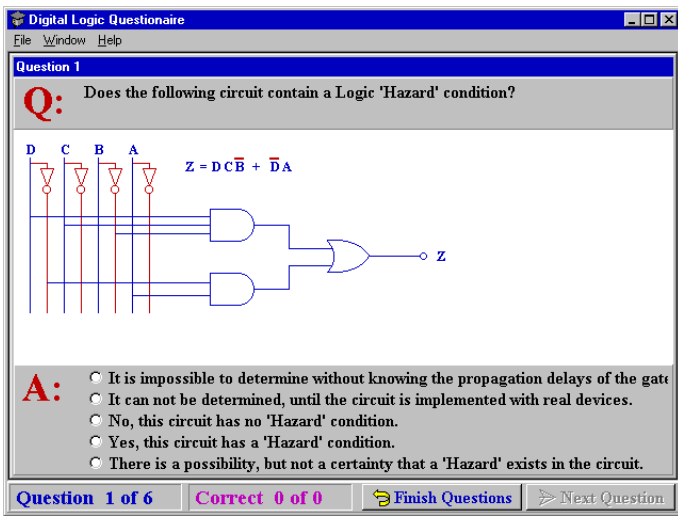 Digital Logic Questionaire
File Window Help
Question 1
Q: Does the following circuit contain a Logic 'Hazard' condition?
D C B A
Z = D C B̅ + D̅ A
Z
A:
It is impossible to determine without knowing the propagation delays of the gate
It can not be determined, until the circuit is implemented with real devices.
No, this circuit has no 'Hazard' condition.
Yes, this circuit has a 'Hazard' condition.
There is a possibility, but not a certainty that a 'Hazard' exists in the circuit.
Question 1 of 6 Correct 0 of 0 Finish Questions Next Question